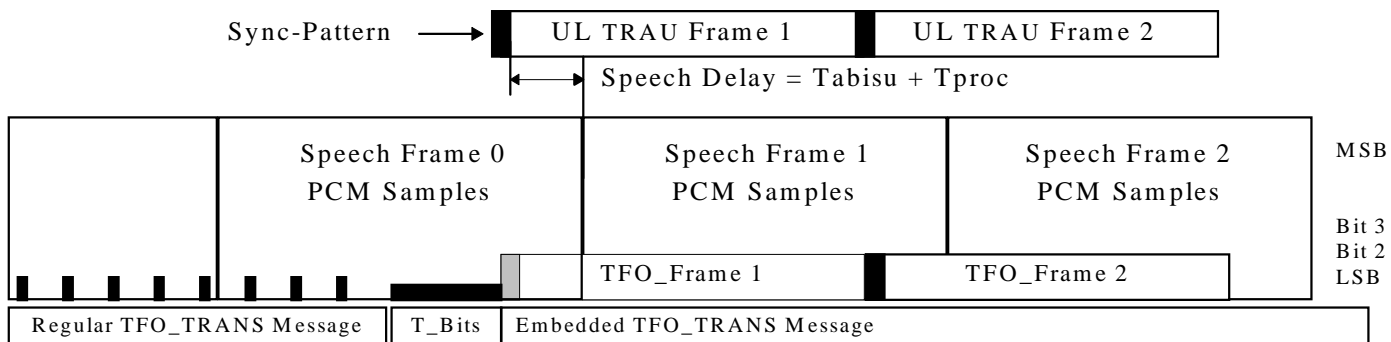 Sync-Pattern
UL TRAU Frame 1
UL TRAU Frame 2
Speech Delay = Tabisu + Tproc
Speech Frame 0
PCM Samples
Speech Frame 1
PCM Samples
Speech Frame 2
PCM Samples
MSB
Bit 3
Bit 2
LSB
TFO_Frame 1
TFO_Frame 2
Regular TFO_TRANS Message
T_Bits
Embedded TFO_TRANS Message